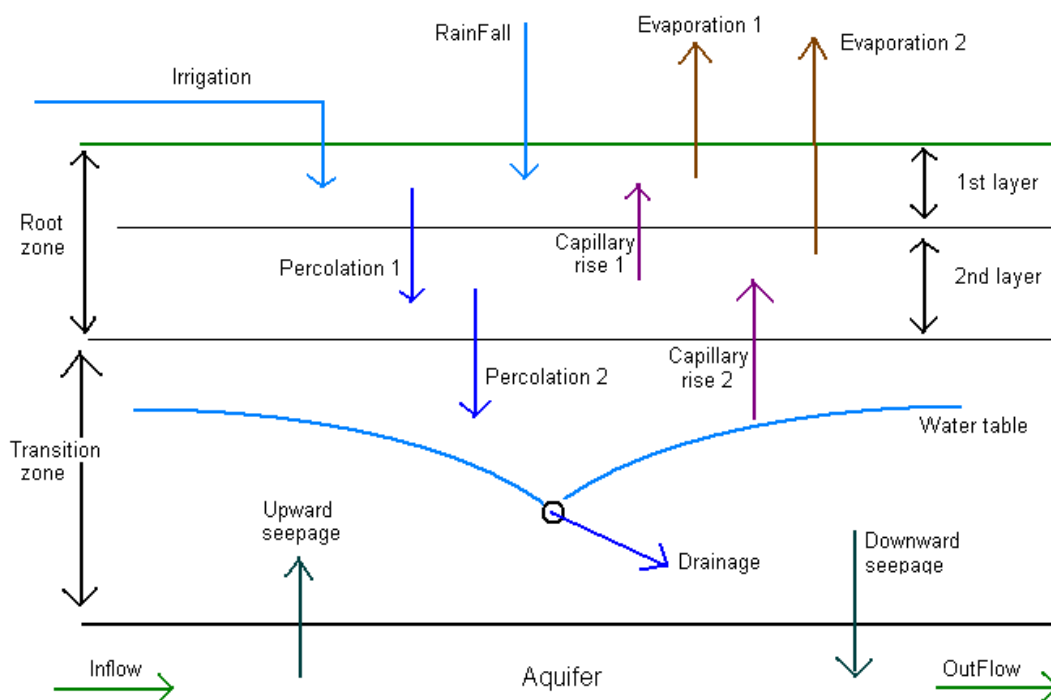 RainFall
Evaporation 1
Evaporation 2
Irrigation
1st layer
Root
zone
Capillary
rise 1
Percolation 1
2nd layer
Capillary
rise 2
Percolation 2
Water table
Transition
zone
Upward
seepage
Drainage
Downward
seepage
Inflow
Aquifer
OutFlow